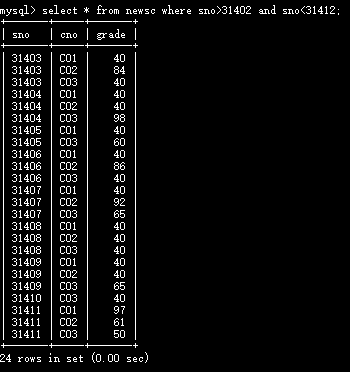 mysql> select * from newsc where sno>31402 and sno<31412;
+-------+-----+-------+
| sno | cno | grade |
+-------+-----+-------+
| 31403 | C01 | 40 |
| 31403 | C02 | 84 |
| 31403 | C03 | 40 |
| 31404 | C01 | 40 |
| 31404 | C02 | 40 |
| 31404 | C03 | 98 |
| 31405 | C01 | 40 |
| 31405 | C03 | 60 |
| 31406 | C01 | 40 |
| 31406 | C02 | 86 |
| 31406 | C03 | 40 |
| 31407 | C01 | 40 |
| 31407 | C02 | 92 |
| 31407 | C03 | 65 |
| 31408 | C01 | 40 |
| 31408 | C02 | 40 |
| 31408 | C03 | 40 |
| 31409 | C01 | 40 |
| 31409 | C02 | 40 |
| 31409 | C03 | 65 |
| 31410 | C03 | 40 |
| 31411 | C01 | 97 |
| 31411 | C02 | 61 |
| 31411 | C03 | 50 |
+-------+-----+-------+
24 rows in set (0.00 sec)